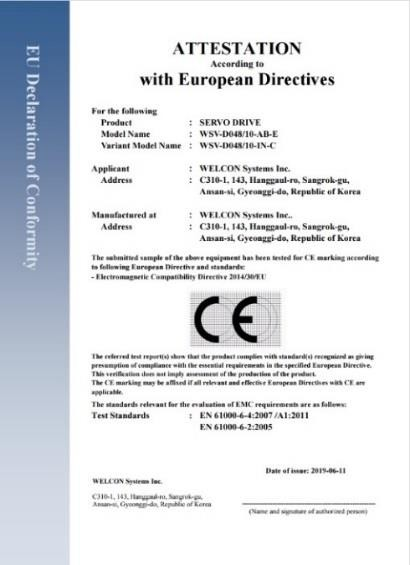 EU Declaration of Conformity
ATTESTATION
According to
with European Directives
For the following
Product : SERVO DRIVE
Model Name : WSV-D048/10-AB-E
Variant Model Name : WSV-D048/10-IN-C
Applicant : WELCON Systems Inc.
Address : C310-1, 143, Hanggaul-ro, Sangrok-gu,
Ansan-si, Gyeonggi-do, Republic of Korea
Manufactured at : WELCON Systems Inc..
Address : C310-1, 143, Hanggaul-ro, Sangrok-gu,
Ansan-si, Gyeonggi-do, Republic of Korea
The submitted sample of the above equipment has been tested for CE marking according
to following European Directive and standards:
- Electromagnetic Compatibility Directive 2014/30/EU
CE
The referred test report(s) show that the product complies with standard(s) recognized as giving
presumption of compliance with the essential requirements in the specified European Directive.
This verification does not imply assessment of the production of the product.
The CE marking may be affixed if all relevant and effective European Directives with CE are
applicable.
The standards relevant for the evaluation of EMC requirements are as follows:
Test Standards : EN 61000-6-4:2007 /A1:2011
EN 61000-6-2:2005
Date of issue: 2019-06-11
WELCON Systems Inc.
C310-1, 143, Hanggaul-ro, Sangrok-gu,
Ansan-si, Gyeonggi-do, Republic of Korea
(Name and signature of authorized person)